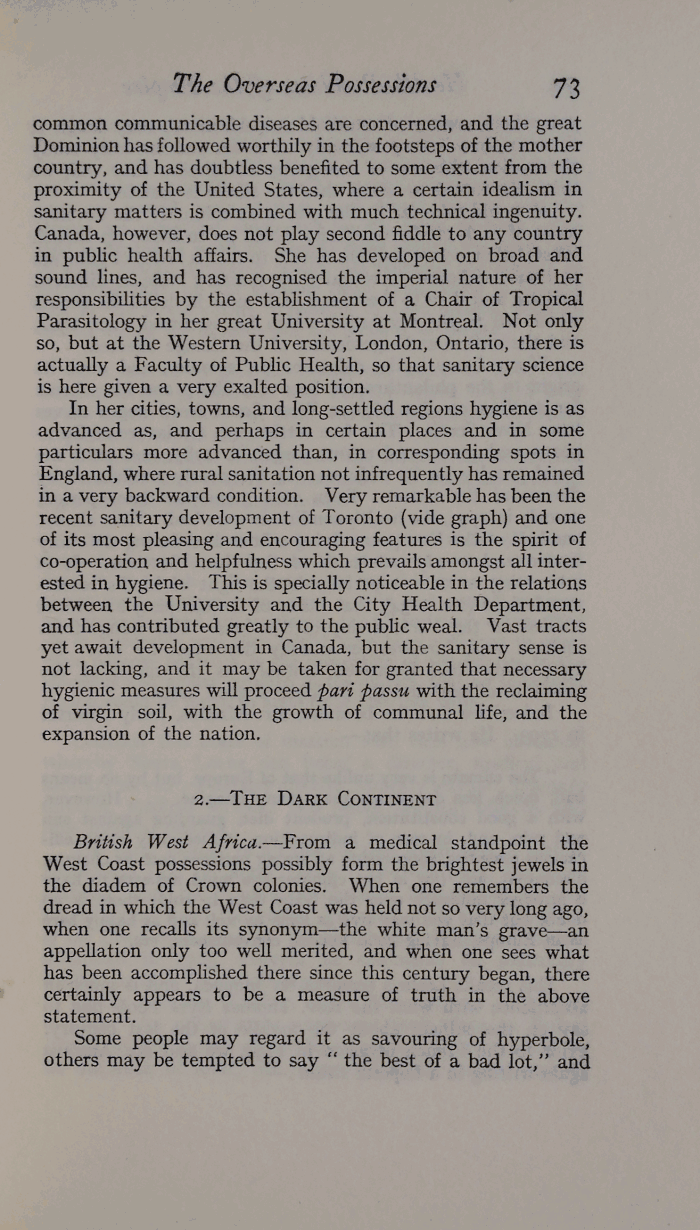 The Overseas Possessions 73
common communicable diseases are concerned, and the great
Dominion has followed worthily in the footsteps of the mother
country, and has doubtless benefited to some extent from the
proximity of the United States, where a certain idealism in
sanitary matters is combined with much technical ingenuity.
Canada, however, does not play second fiddle to any country
in public health affairs. She has developed on broad and
sound lines, and has recognised the imperial nature of her
responsibilities by the establishment of a Chair of Tropical
Parasitology in her great University at Montreal. Not only
so, but at the Western University, London, Ontario, there is
actually a Faculty of Public Health, so that sanitary science
is here given a very exalted position.
In her cities, towns, and long-settled regions hygiene is as
advanced as, and perhaps in certain places and in some
particulars more advanced than, in corresponding spots in
England, where rural sanitation not infrequently has remained
in a very backward condition. Very remarkable has been the
recent sanitary development of Toronto (vide graph) and one
of its most pleasing and encouraging features is the spirit of
co-operation and helpfulness which prevails amongst all inter-
ested in hygiene. This is specially noticeable in the relations
between the University and the City Health Department,
and has contributed greatly to the public weal. Vast tracts
yet await development in Canada, but the sanitary sense is
not lacking, and it may be taken for granted that necessary
hygienic measures will proceed pari passu with the reclaiming
of virgin soil, with the growth of communal life, and the
expansion of the nation.
2.—The Dark Continent
British West Africa.—From a medical standpoint the
West Coast possessions possibly form the brightest jewels in
the diadem of Crown colonies. When one remembers the
dread in which the West Coast was held not so very long ago,
when one recalls its synonym—the white man's grave—an
appellation only too well merited, and when one sees what
has been accomplished there since this century began, there
certainly appears to be a measure of truth in the above
statement.
Some people may regard it as savouring of hyperbole,
others may be tempted to say “ the best of a bad lot,” and